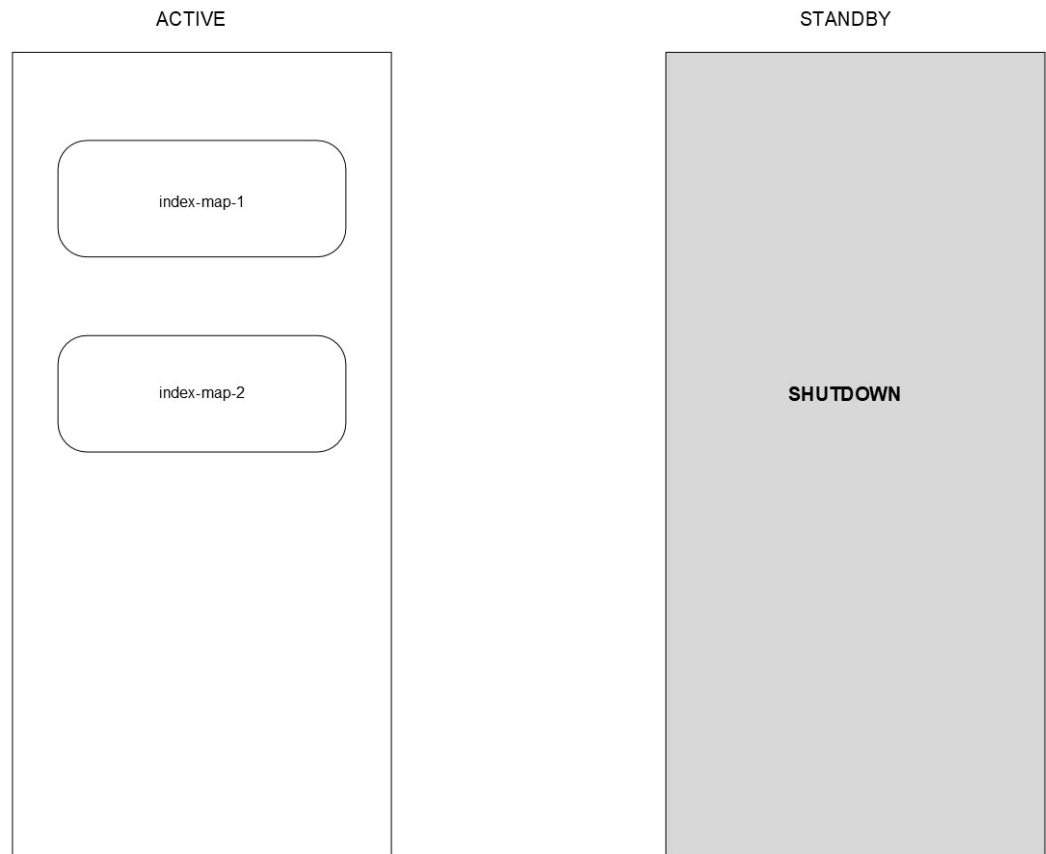 ACTIVE
STANDBY
index-map-1
index-map-2
SHUTDOWN